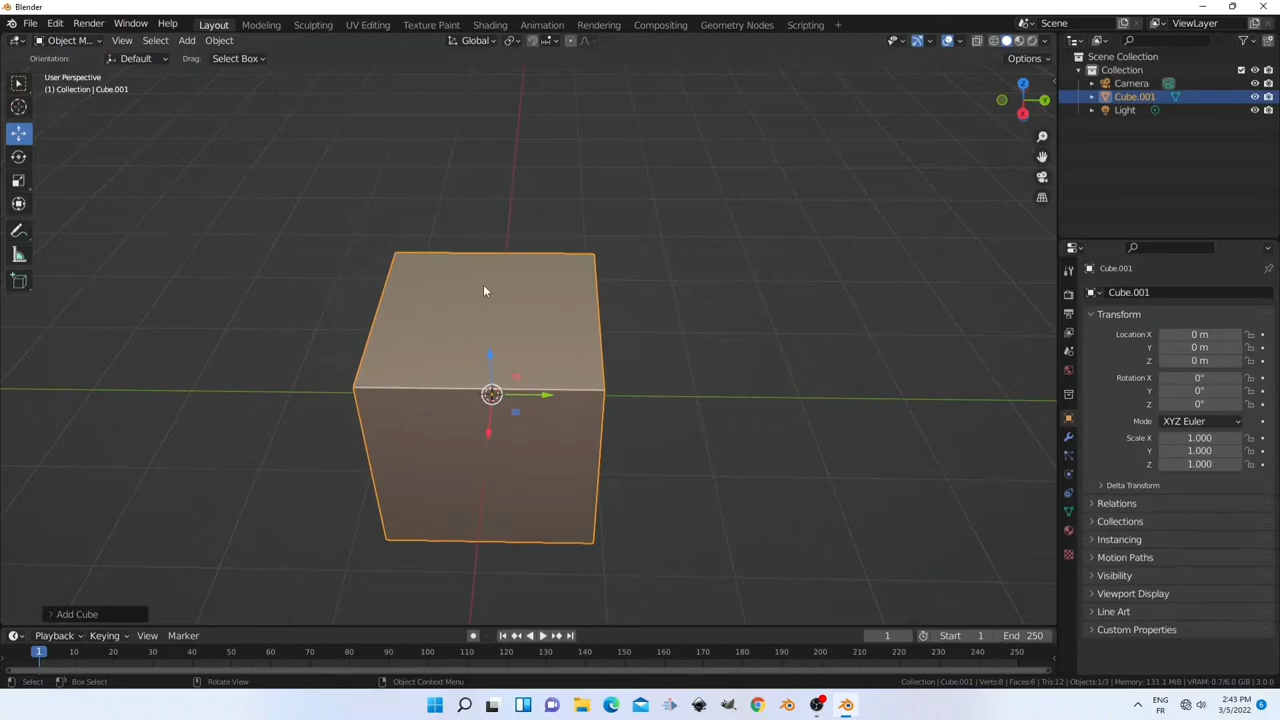 Blender
File Edit Render Window Help Layout Modeling Sculpting UV Editing Texture Paint Shading Animation Rendering Compositing Geometry Nodes Scripting + Scene ViewLayer
Object M... View Select Add Object Global Options
Orientation: Default Drag: Select Box
User Perspective
(1) Collection | Cube.001
Z
Y
X
Scene Collection
Collection
Camera
Cube.001
Light
Cube.001
Cube.001
Transform
Location X 0 m
Y 0 m
Z 0 m
Rotation X 0°
Y 0°
Z 0°
Mode XYZ Euler
Scale X 1.000
Y 1.000
Z 1.000
Delta Transform
Relations
Collections
Instancing
Motion Paths
Visibility
Viewport Display
Line Art
Custom Properties
Add Cube
Playback Keying View Marker 1 Start 1 End 250
1 10 20 30 40 50 60 70 80 90 100 110 120 130 140 150 160 170 180 190 200 210 220 230 240 250
Select Box Select Rotate View Object Context Menu Collection | Cube.001 | Verts:8 | Faces:6 | Tris:12 | Objects:1/3 | Memory: 131.1 MiB | VRAM: 0.7/6.0 GiB | 3.0.0
ENG
FR
2:43 PM
3/5/2022
6